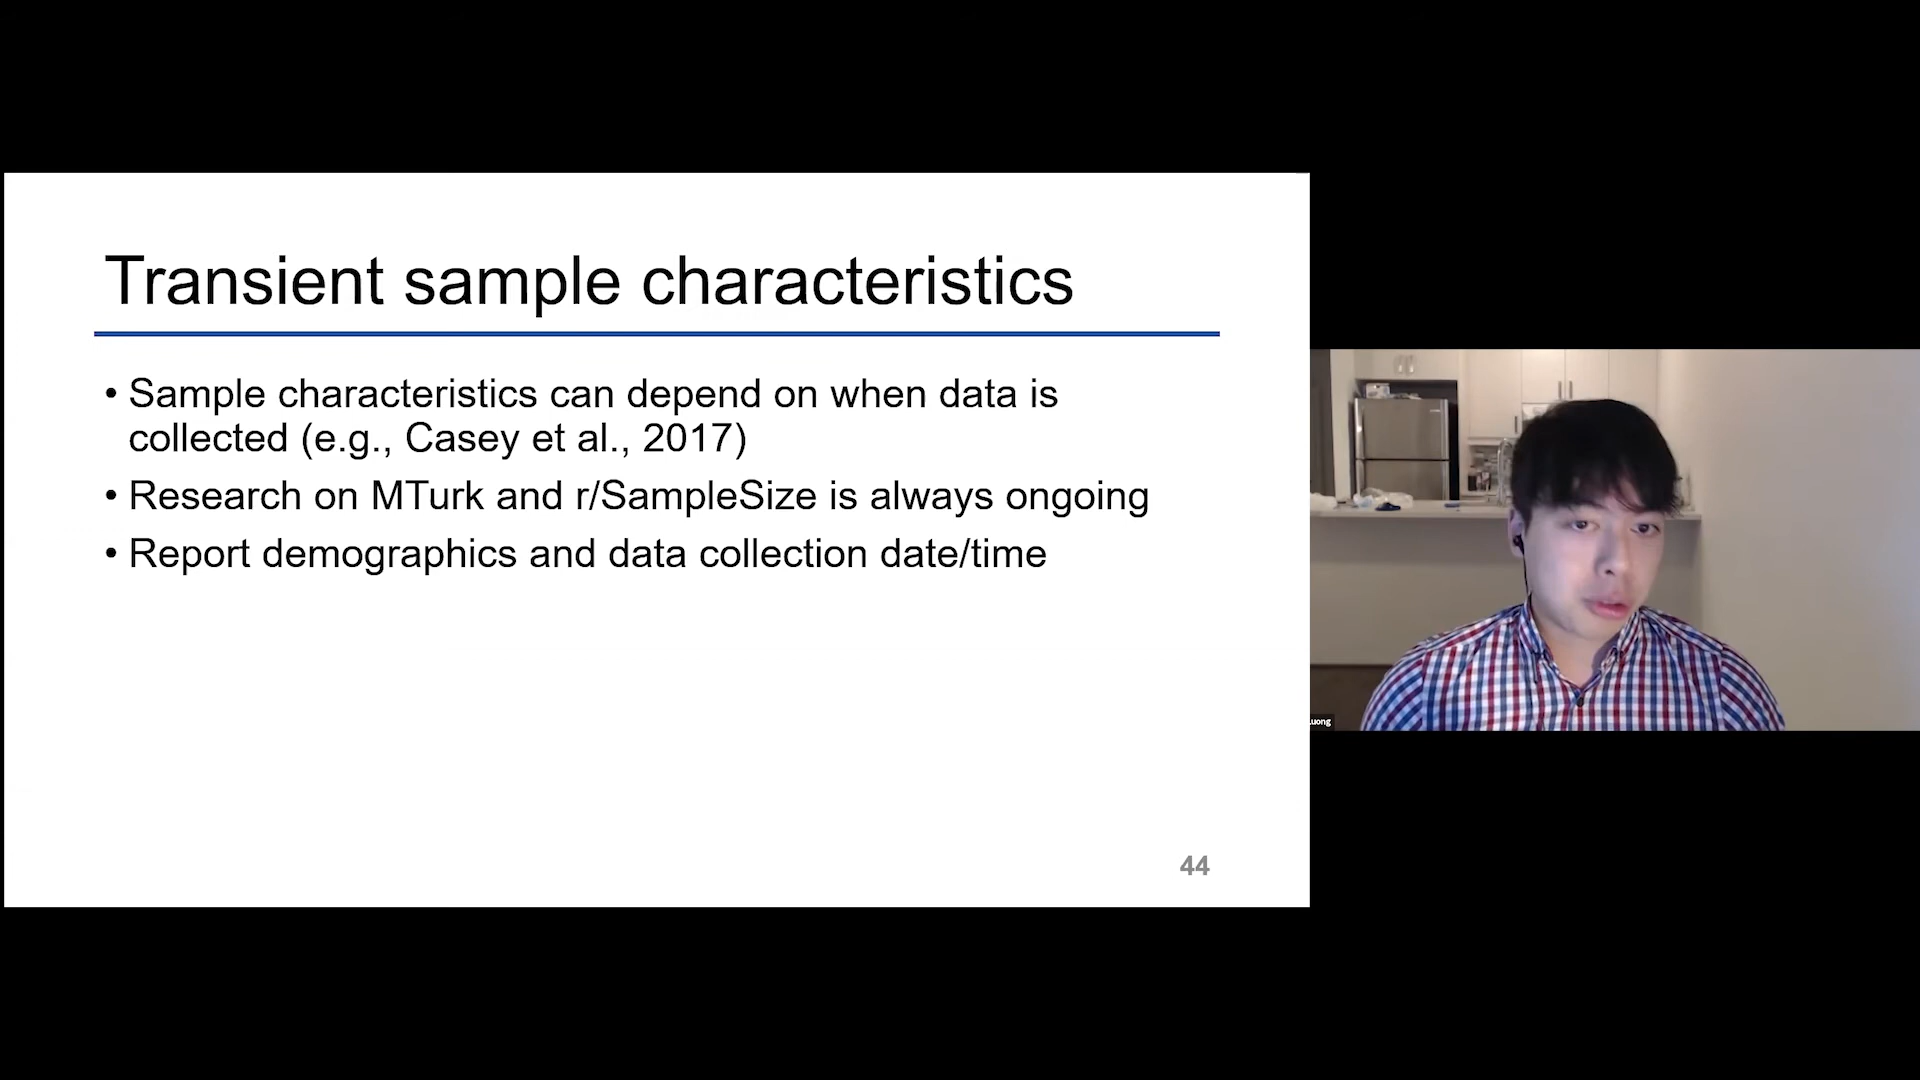 Transient sample characteristics
• Sample characteristics can depend on when data is
collected (e.g., Casey et al., 2017)
• Research on MTurk and r/SampleSize is always ongoing
• Report demographics and data collection date/time
44
uong